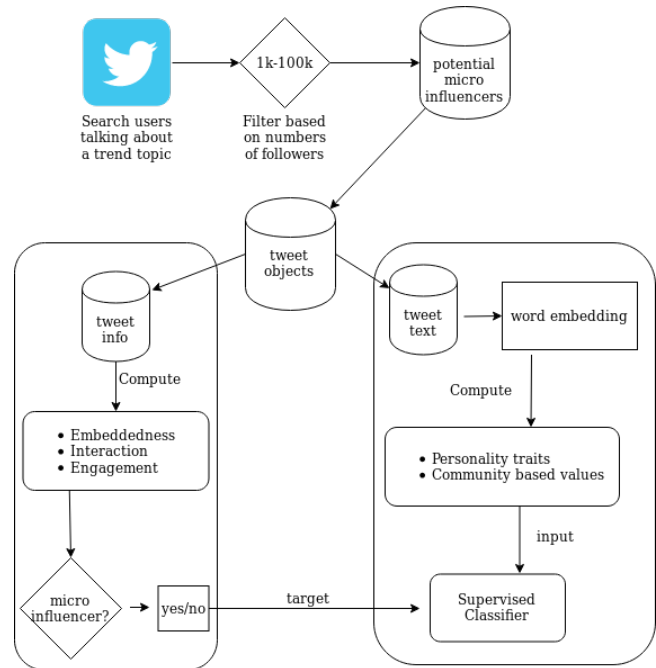 1k-100k
potential
micro
influencers
Search users
talking about
a trend topic
Filter based
on numbers
of followers
tweet
objects
tweet
info
tweet
text
word embedding
Compute
Compute
• Embeddedness
• Interaction
• Engagement
• Personality traits
• Community based values
input
micro
influencer?
yes/no
target
Supervised
Classifier